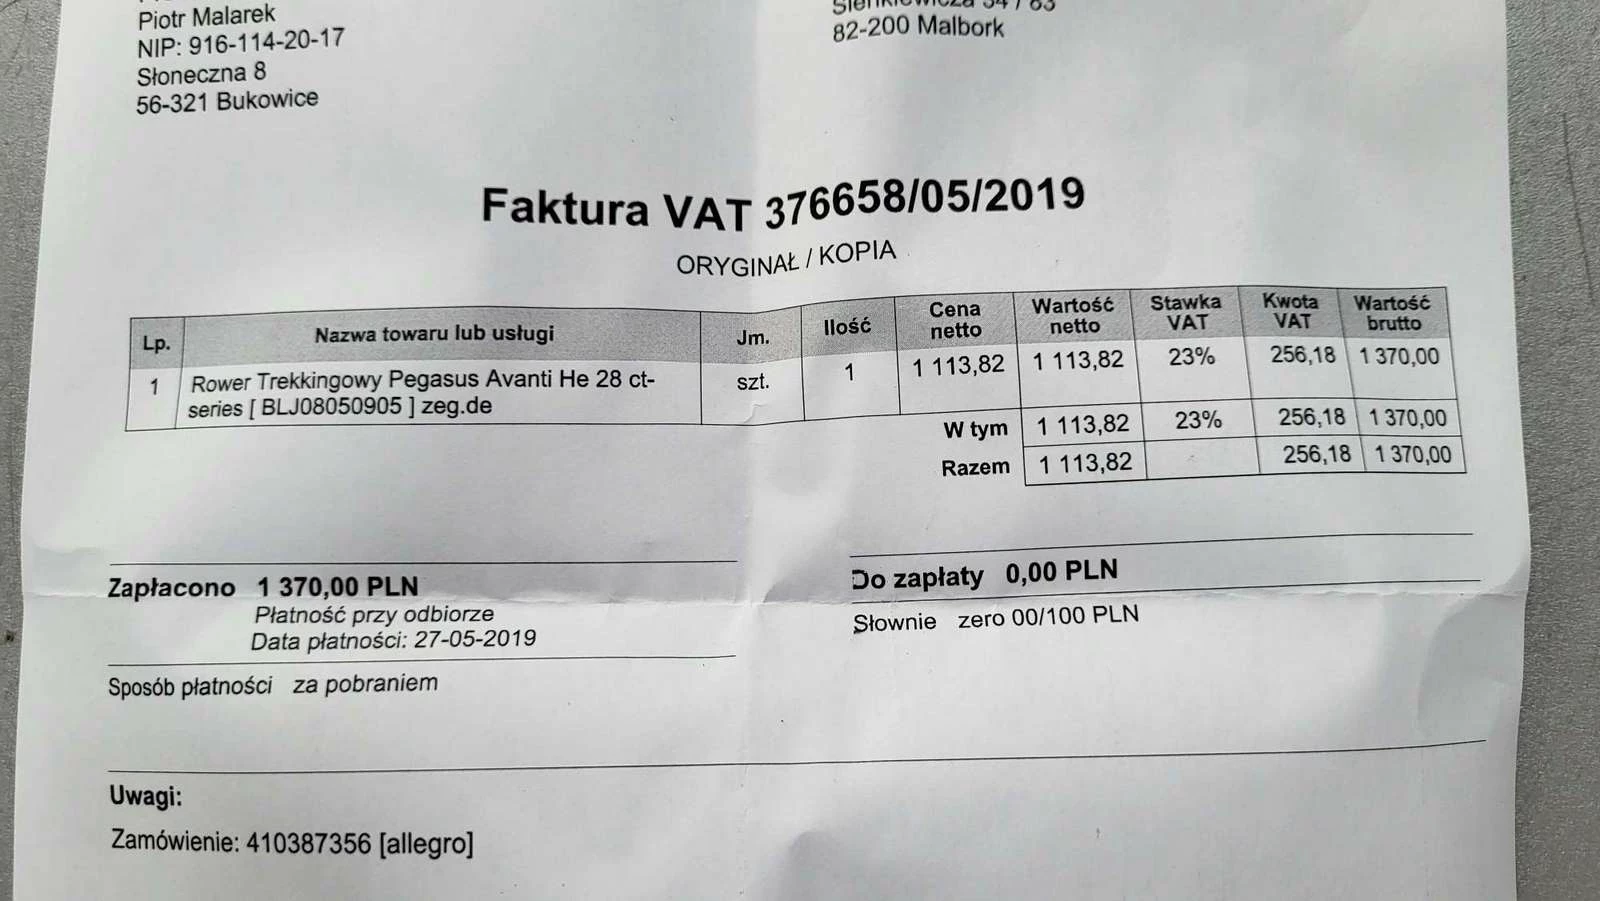 Piotr Malarek
NIP: 916-114-20-17
Słoneczna 8
56-321 Bukowice
Sienkiewicza 54 / 83
82-200 Malbork
Faktura VAT 376658/05/2019
ORYGINAŁ / KOPIA
Lp. Nazwa towaru lub usługi Jm. Ilość Cena netto Wartość netto Stawka VAT Kwota VAT Wartość brutto
1 Rower Trekkingowy Pegasus Avanti He 28 ct- szt. 1 1 113,82 1 113,82 23% 256,18 1 370,00
series [ BLJ08050905 ] zeg.de
W tym 1 113,82 23% 256,18 1 370,00
Razem 1 113,82 256,18 1 370,00
Zapłacono 1 370,00 PLN
Płatność przy odbiorze
Data płatności: 27-05-2019
Do zapłaty 0,00 PLN
Słownie zero 00/100 PLN
Sposób płatności za pobraniem
Uwagi:
Zamówienie: 410387356 [allegro]